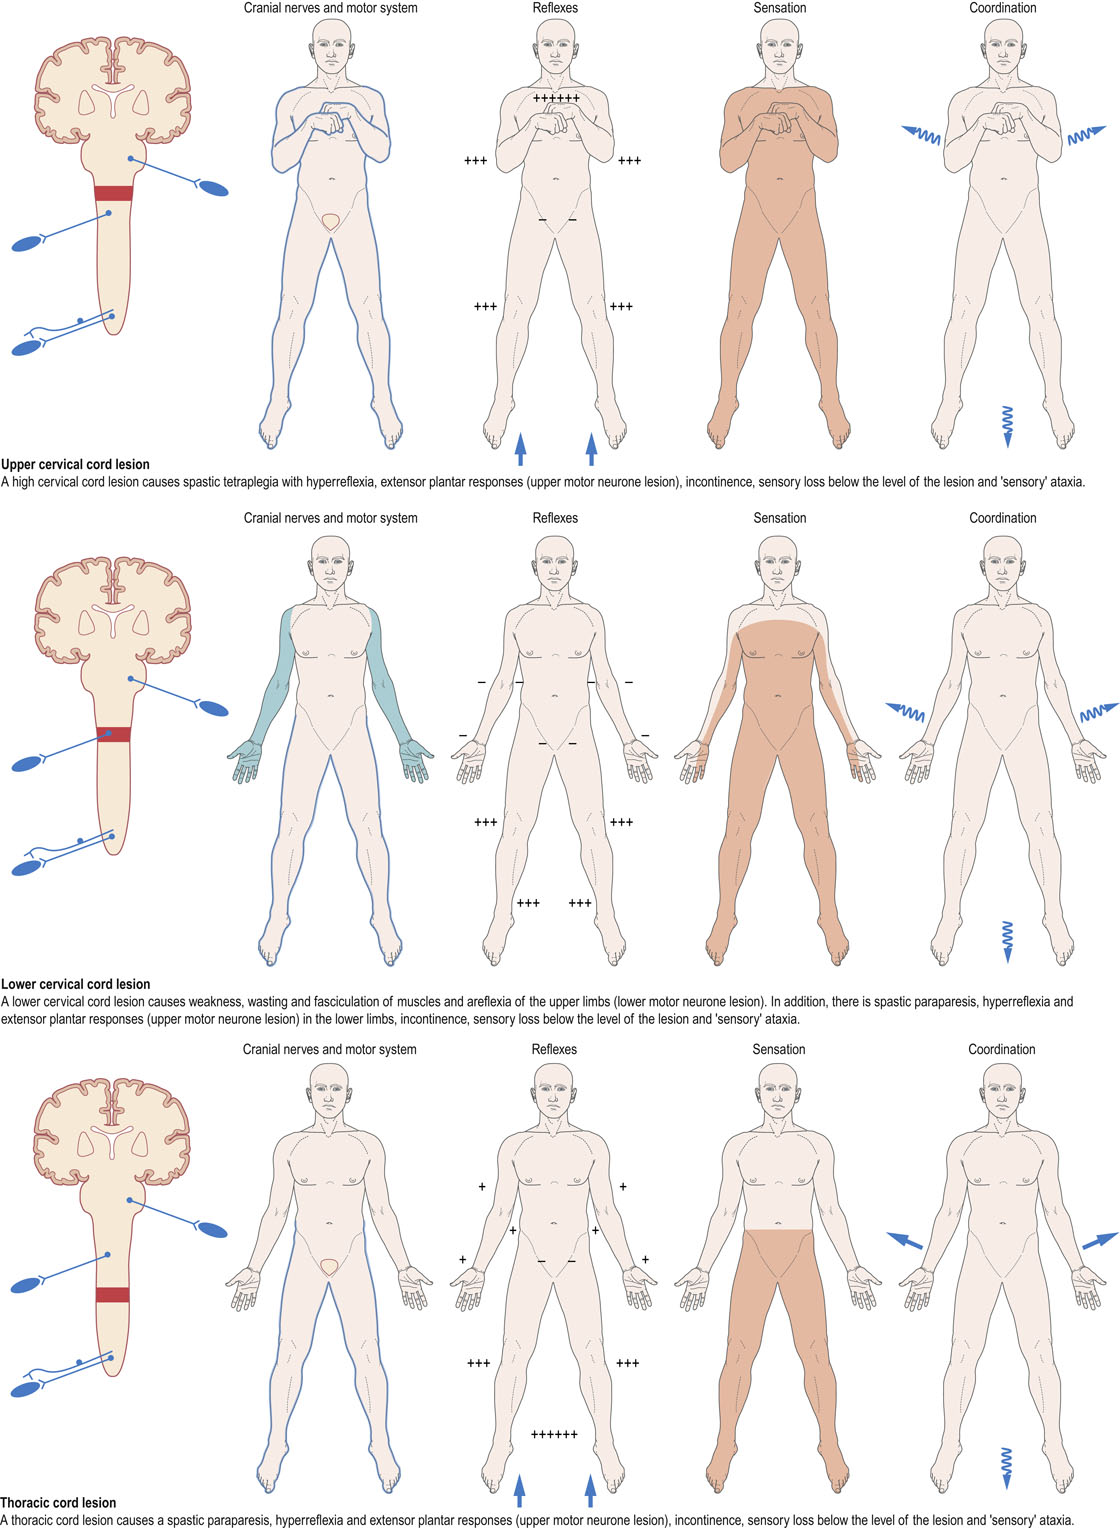 Cranial nerves and motor system Reflexes Sensation Coordination
++++++
+++ +++
– –
+++ +++
Upper cervical cord lesion
A high cervical cord lesion causes spastic tetraplegia with hyperreflexia, extensor plantar responses (upper motor neurone lesion), incontinence, sensory loss below the level of the lesion and 'sensory' ataxia.
Cranial nerves and motor system Reflexes Sensation Coordination
– – – –
– – – –
+++ +++
+++ +++
Lower cervical cord lesion
A lower cervical cord lesion causes weakness, wasting and fasciculation of muscles and areflexia of the upper limbs (lower motor neurone lesion). In addition, there is spastic paraparesis, hyperreflexia and
extensor plantar responses (upper motor neurone lesion) in the lower limbs, incontinence, sensory loss below the level of the lesion and 'sensory' ataxia.
Cranial nerves and motor system Reflexes Sensation Coordination
+ +
+ +
+ – – +
+++ +++
++++++
Thoracic cord lesion
A thoracic cord lesion causes a spastic paraparesis, hyperreflexia and extensor plantar responses (upper motor neurone lesion), incontinence, sensory loss below the level of the lesion and 'sensory' ataxia.